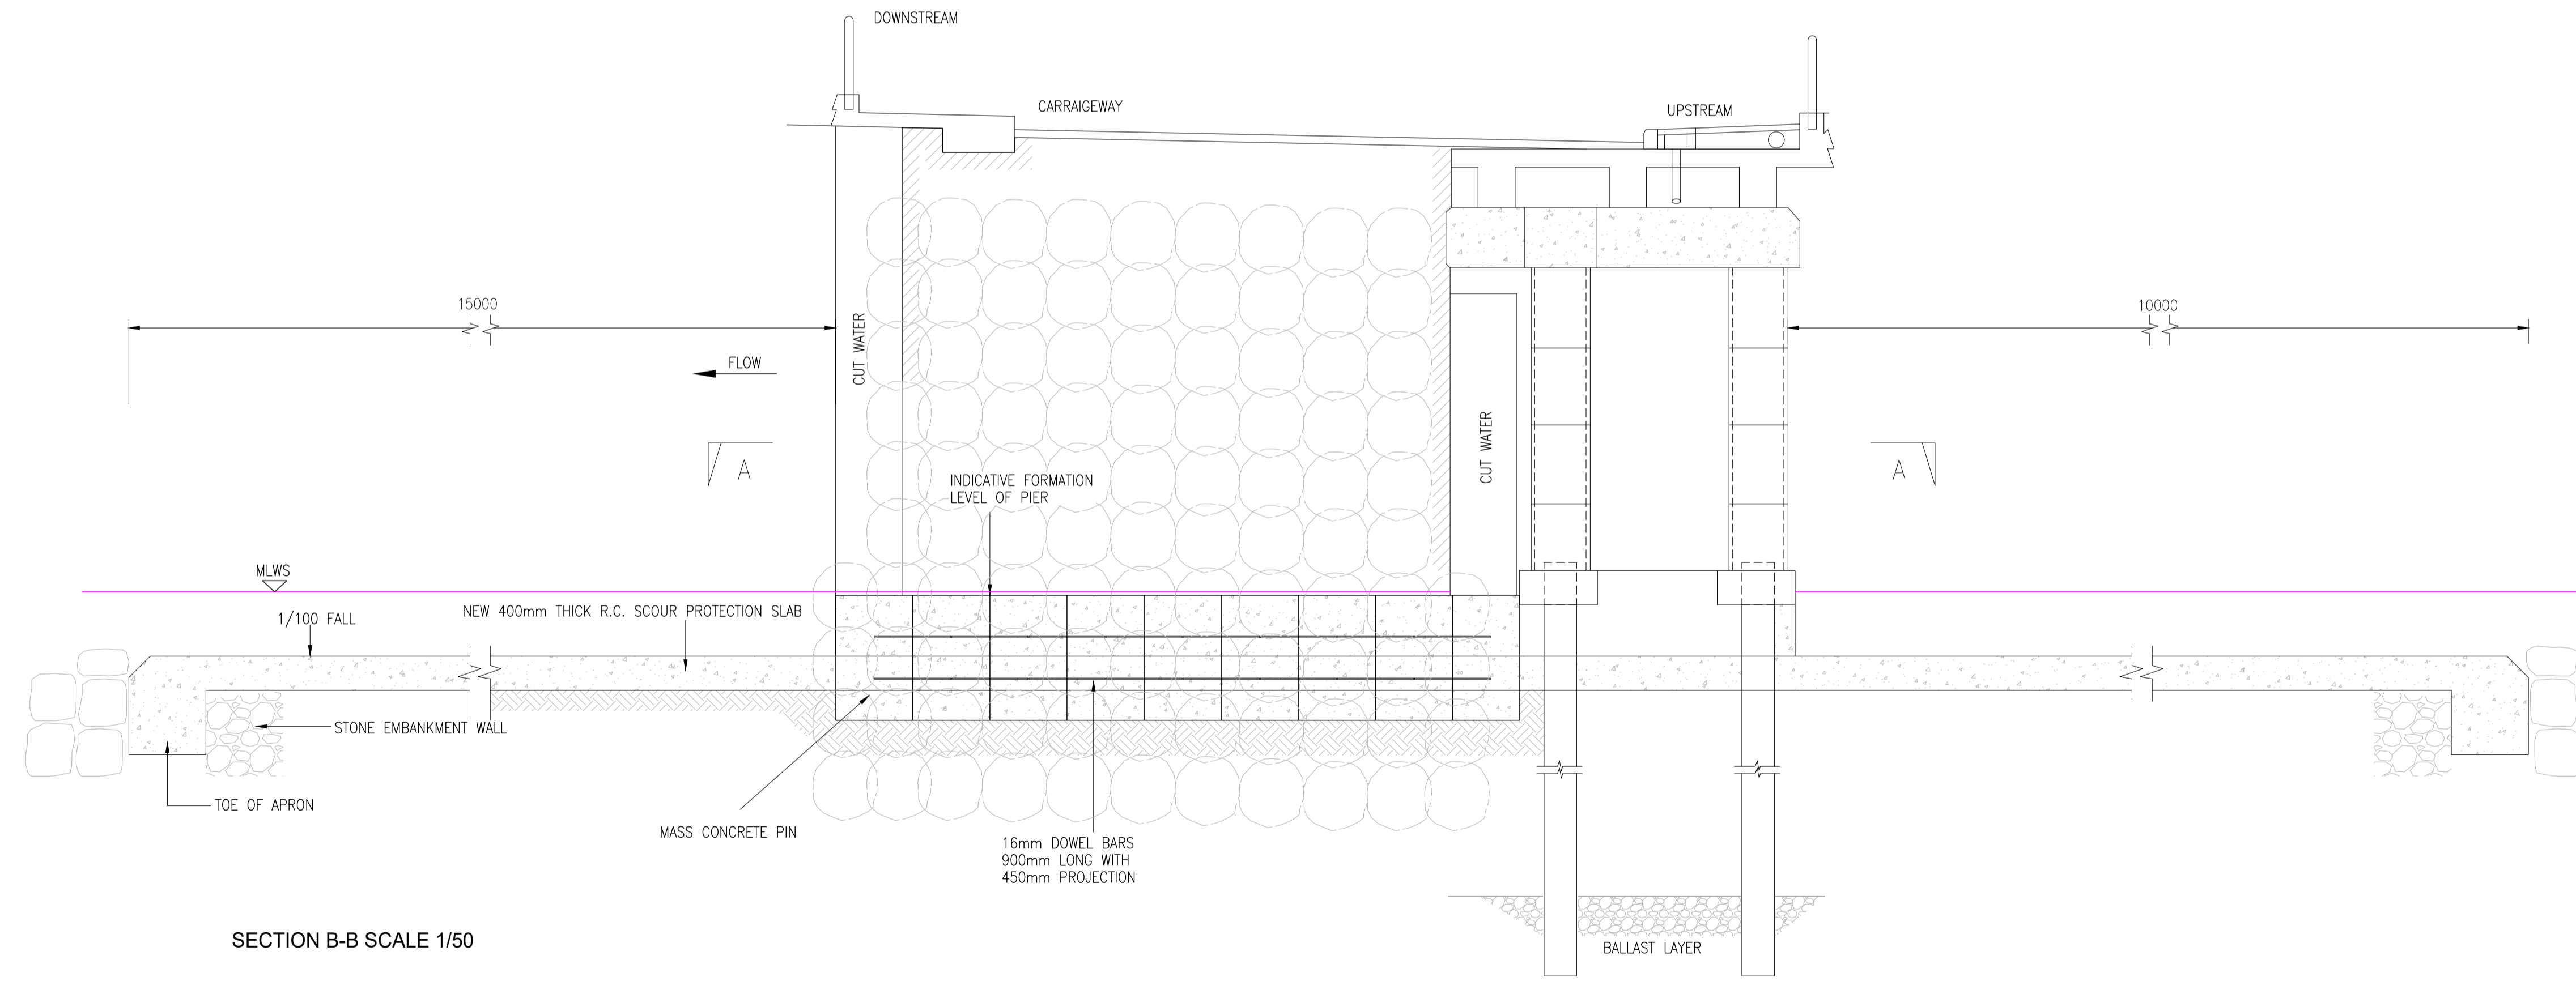 DOWNSTREAM
CARRAIGEWAY
UPSTREAM
15000
10000
CUT WATER
FLOW
CUT WATER
A
A
INDICATIVE FORMATION
LEVEL OF PIER
MLWS
1/100 FALL
NEW 400mm THICK R.C. SCOUR PROTECTION SLAB
STONE EMBANKMENT WALL
TOE OF APRON
MASS CONCRETE PIN
16mm DOWEL BARS
900mm LONG WITH
450mm PROJECTION
SECTION B-B SCALE 1/50
BALLAST LAYER